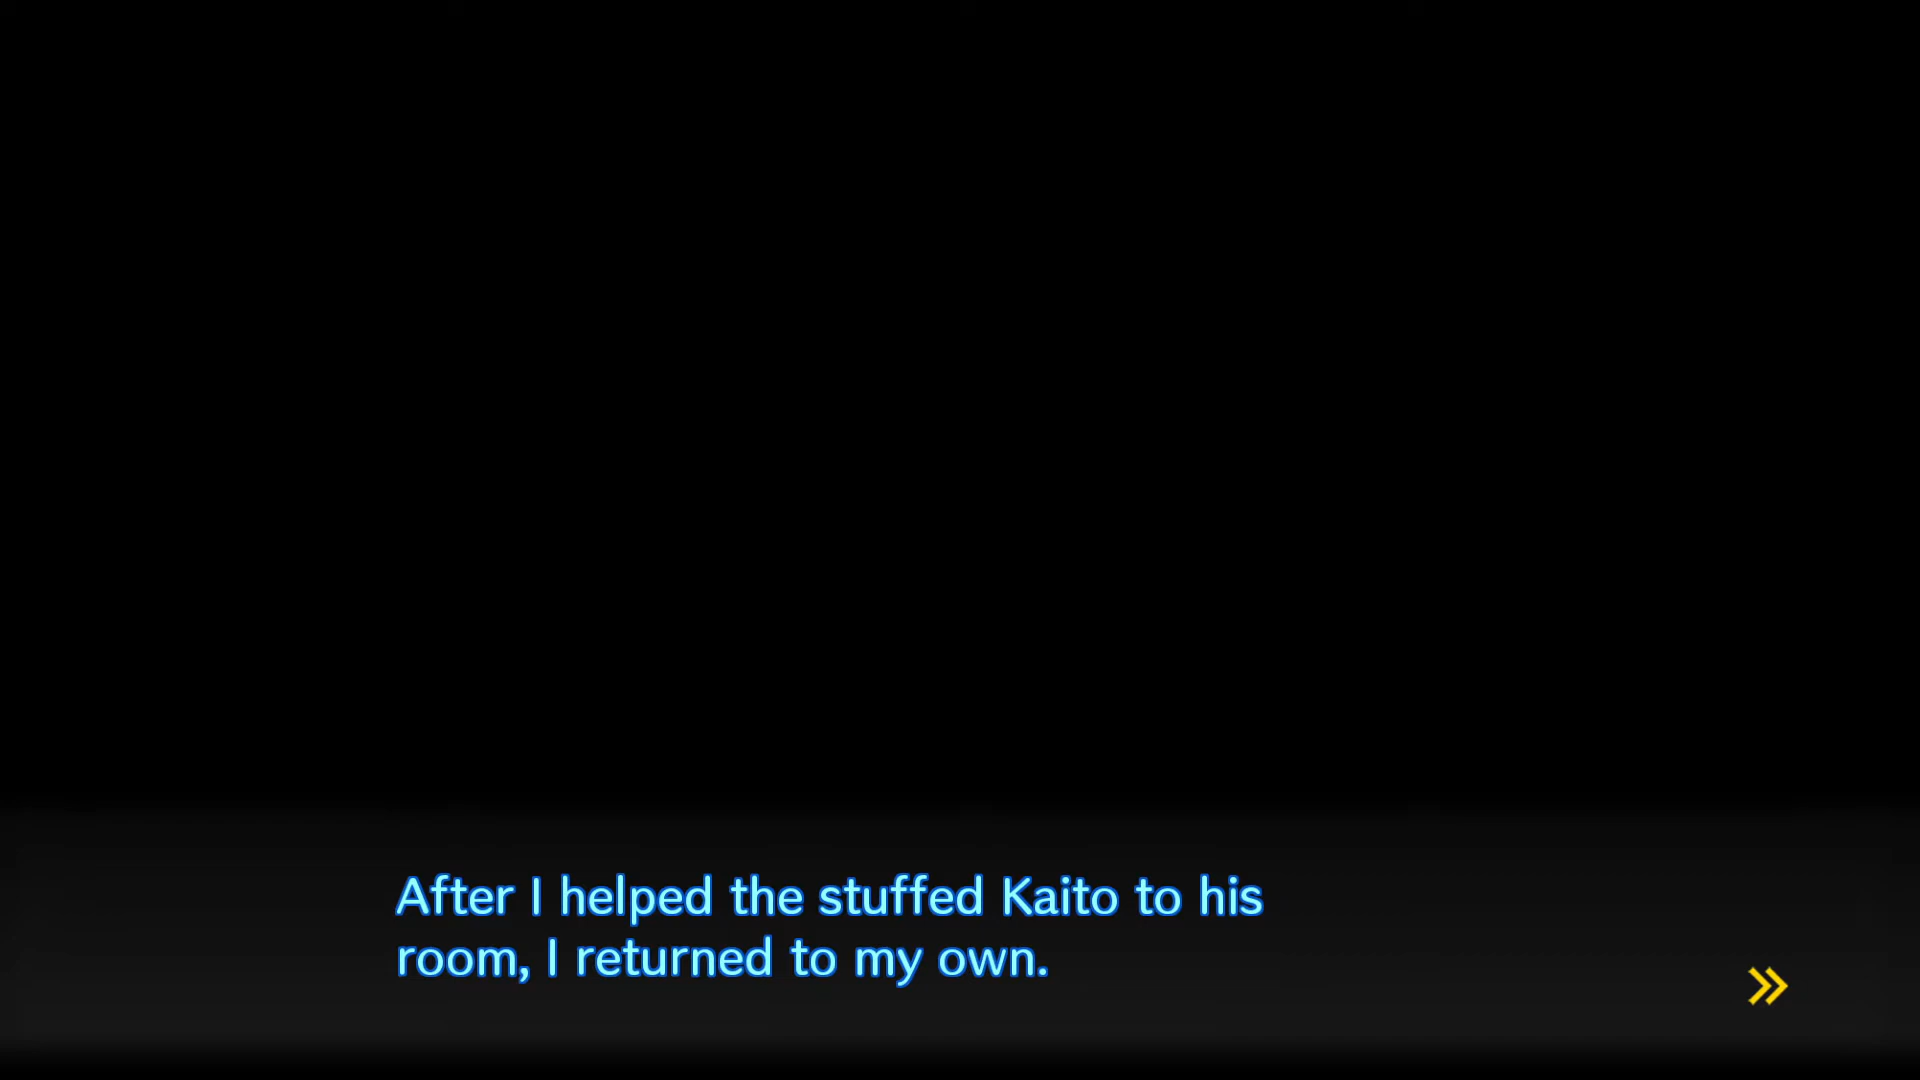 After I helped the stuffed Kaito to his
room, I returned to my own.